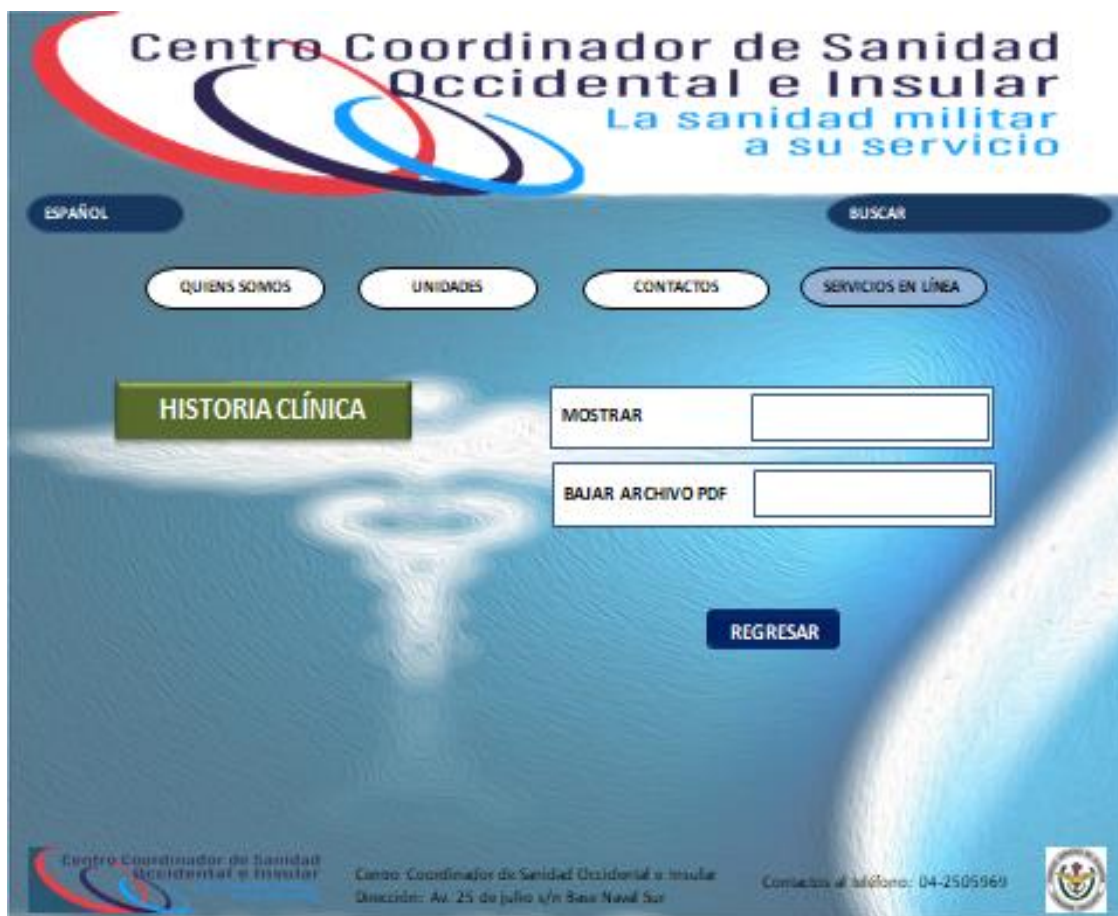 Centro Coordinador de Sanidad
Occidental e Insular
La sanidad militar
a su servicio
ESPAÑOL
BUSCAR
QUIENS SOMOS
UNIDADES
CONTACTOS
SERVICIOS EN LÍNEA
HISTORIA CLÍNICA
MOSTRAR
BAJAR ARCHIVO PDF
REGRESAR
Centro Coordinador de Sanidad
Occidental e Insular
Centro Coordinador de Sanidad Occidental e Insular
Dirección: Av. 25 de julio s/n Base Naval Sur
Contactos al teléfono: 04-2505969